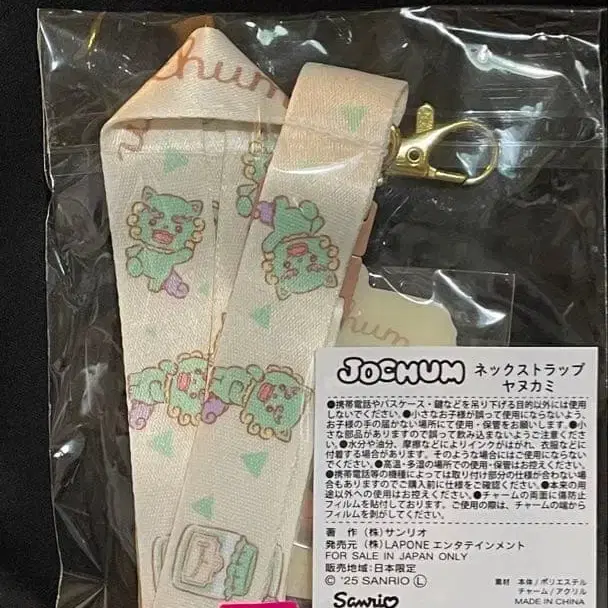 chum
JOCHUM ネックストラップ
ヤヌカミ
●携帯電話やパスケース・鍵などを吊り下げる目的以外には使用
しないでください。●小さなお子様が誤って使用にならないよう、
お子様の手の届かない場所にて使用・保管をお願いします。●小
さな部品がありますので誤って飲み込まないようご注意くださ
い。●水分や油分、摩擦などによりインクがはがれ、衣服などに
付着する場合があります。そのような場合にはご使用にならない
でください。●高温・多湿の場所での使用・保管はお控えください。
●携帯電話等の機種によっては取り付け部分の仕様が合わない場
合もありますのでご購入前に仕様をご確認ください。●本来の用
途以外への使用はお控えください。●チャームの両面に傷防止
フィルムを貼付しております。ご使用の際は、チャームの端から
フィルムを剥がしてください。
著 作 (株)サンリオ
発売元 (株)LAPONEエンタテインメント
FOR SALE IN JAPAN ONLY
販売地域:日本限定
© '25 SANRIO Ⓛ
Sanrio
素材 本体/ポリエステル
チャーム/アクリル
MADE IN CHINA